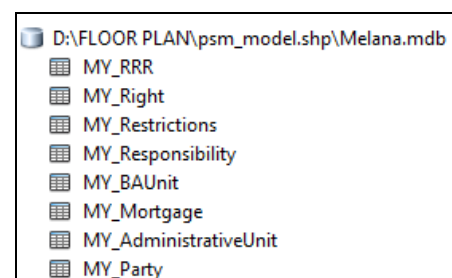 D:\FLOOR PLAN\psm_model.shp\Melana.mdb
MY_RRR
MY_Right
MY_Restrictions
MY_Responsibility
MY_BAUnit
MY_Mortgage
MY_AdministrativeUnit
MY_Party